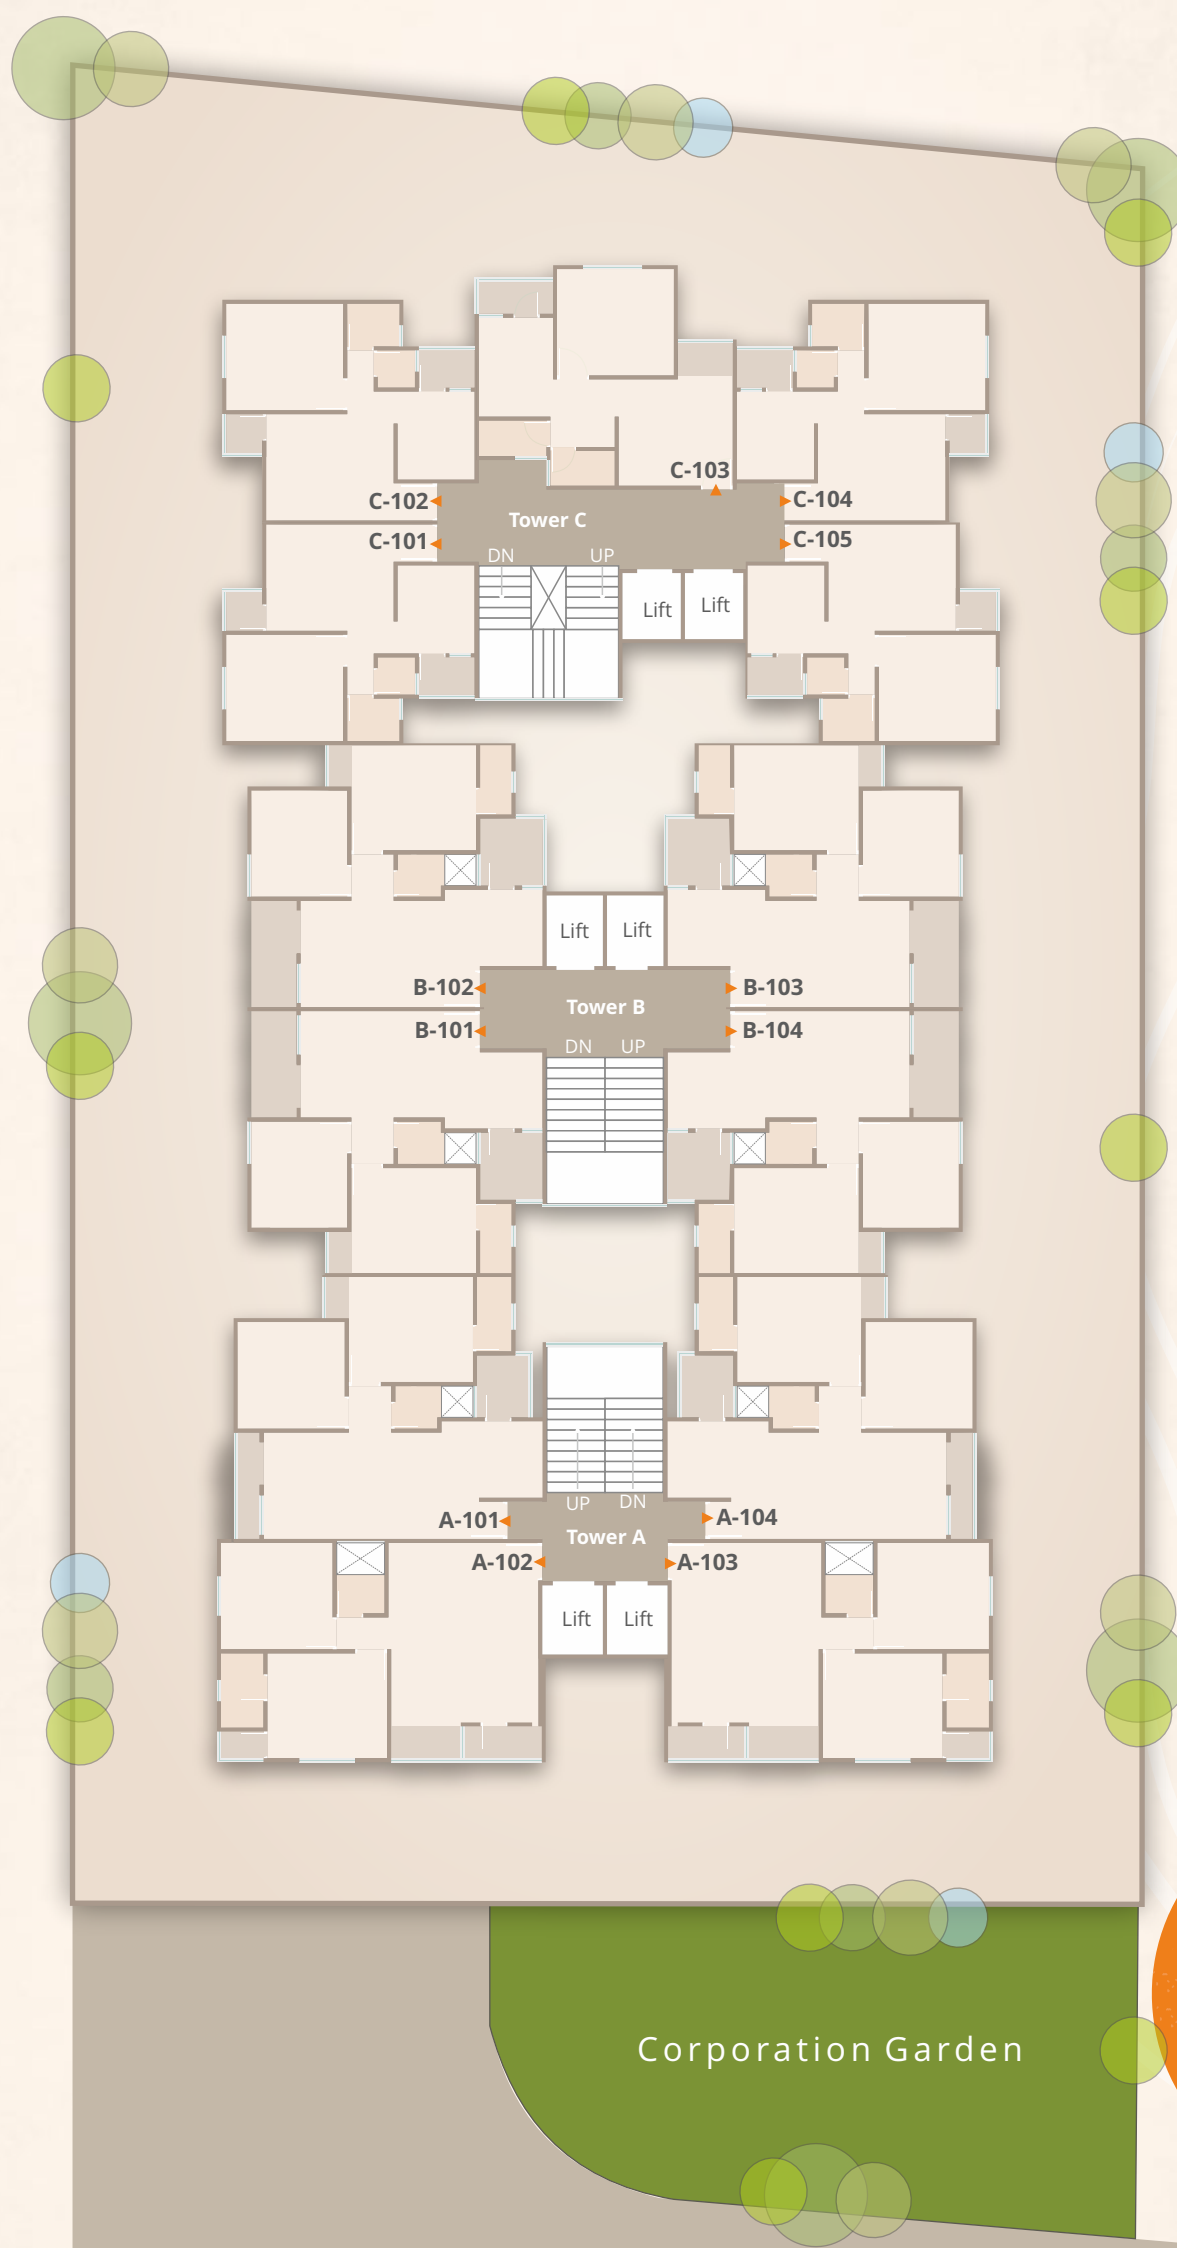 C-103
C-102
C-104
Tower C
C-101
C-105
DN
UP
Lift
Lift
Lift
Lift
B-102
B-103
Tower B
B-101
B-104
DN
UP
UP
DN
A-101
A-104
Tower A
A-102
A-103
Lift
Lift
Corporation Garden